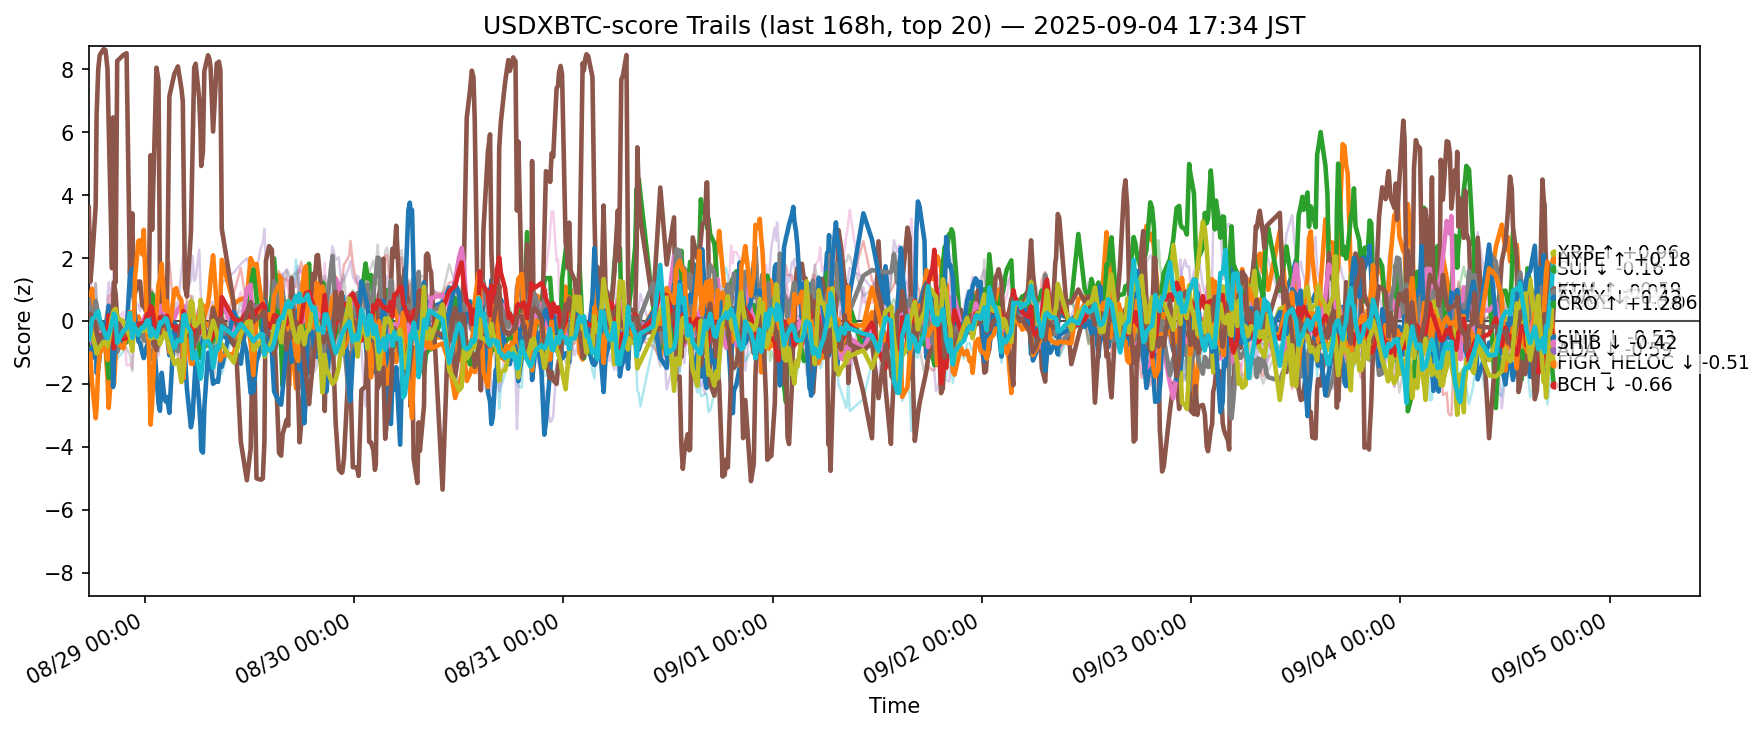 USDXBTC-score Trails (last 168h, top 20) — 2025-09-04 17:34 JST
Score (z)
8
6
4
2
0
−2
−4
−6
−8
XRP ↑ +0.96
HYPE ↑ +0.18
SUI ↓ -0.16
CRO +1.28
SHIB ↓ -0.42
FIGR_HELOC ↓ -0.51
BCH ↓ -0.66
08/29 00:00
08/30 00:00
08/31 00:00
09/01 00:00
09/02 00:00
09/03 00:00
09/04 00:00
09/05 00:00
Time